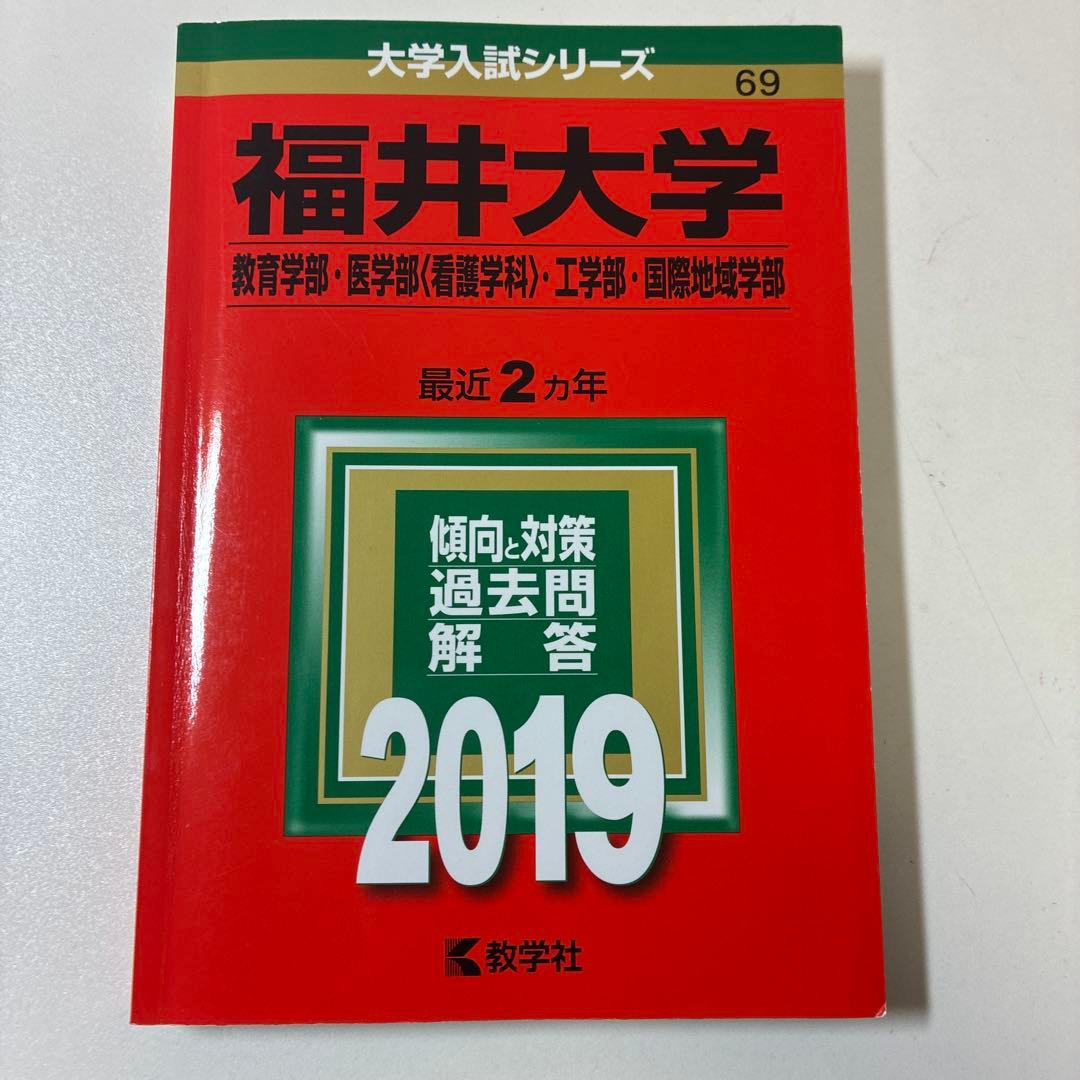 大学入試シリーズ
69
福井大学
教育学部・医学部〈看護学科〉・工学部・国際地域学部
最近2カ年
傾向と対策
過去問
解答
2019
教学社